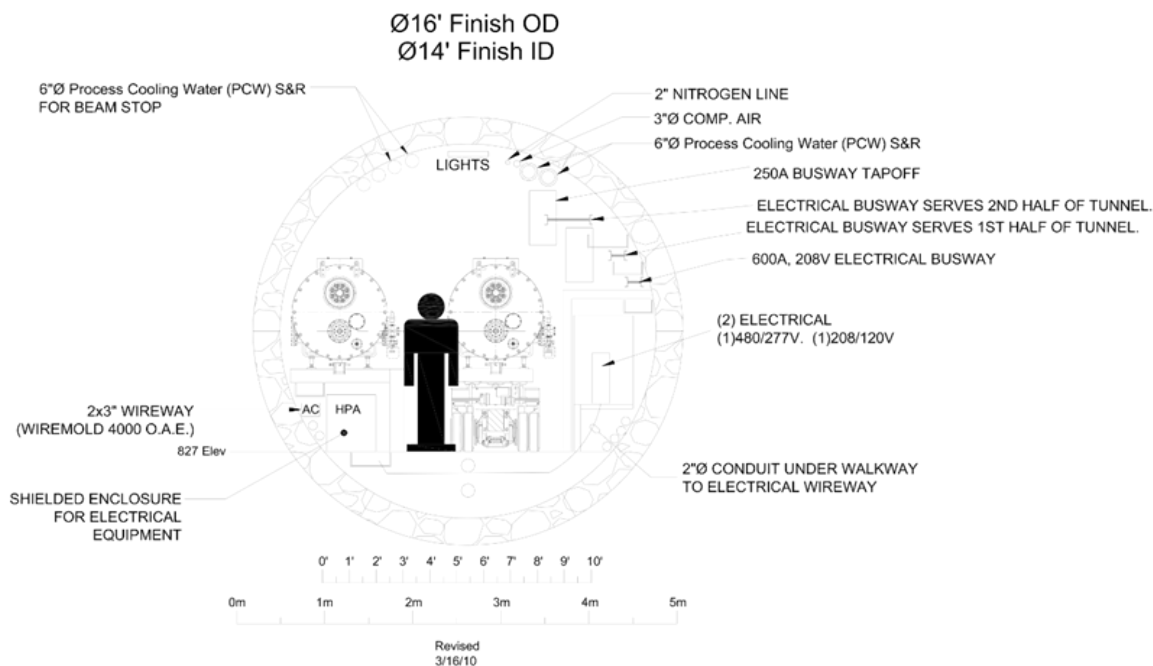 Ø16' Finish OD
Ø14' Finish ID
6"Ø Process Cooling Water (PCW) S&R
FOR BEAM STOP
2" NITROGEN LINE
3"Ø COMP. AIR
6"Ø Process Cooling Water (PCW) S&R
LIGHTS
250A BUSWAY TAPOFF
ELECTRICAL BUSWAY SERVES 2ND HALF OF TUNNEL.
ELECTRICAL BUSWAY SERVES 1ST HALF OF TUNNEL.
600A, 208V ELECTRICAL BUSWAY
(2) ELECTRICAL
(1)480/277V. (1)208/120V
2x3" WIREWAY
(WIREMOLD 4000 O.A.E.)
AC HPA
827 Elev
2"Ø CONDUIT UNDER WALKWAY
TO ELECTRICAL WIREWAY
SHIELDED ENCLOSURE
FOR ELECTRICAL
EQUIPMENT
0' 1' 2' 3' 4' 5' 6' 7' 8' 9' 10'
0m 1m 2m 3m 4m 5m
Revised
3/16/10